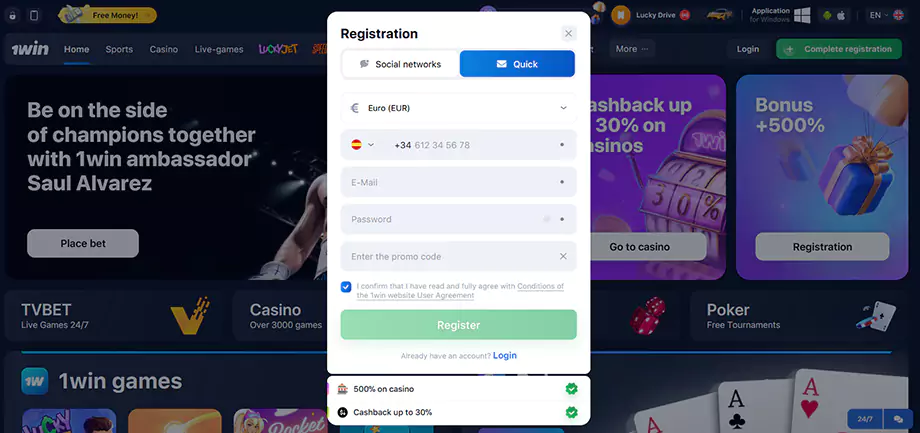 Free Money!
Lucky Drive
Application
for Windows
EN
1win
Home
Sports
Casino
Live-games
LUCKYJET
More
Login
Complete registration
Registration
Social networks
Quick
Euro (EUR)
+34 612 34 56 78
E-Mail
Password
Enter the promo code
I confirm that I have read and fully agree with Conditions of
the 1win website User Agreement
Register
Already have an account? Login
500% on casino
Cashback up to 30%
Be on the side
of champions together
with 1win ambassador
Saul Alvarez
Place bet
ashback up
30% on
asinos
1win
30%
Go to casino
Bonus
+500%
Registration
TVBET
Live Games 24/7
Casino
Over 3000 games
Poker
Free Tournaments
1W
1win games
A
A
A
24/7